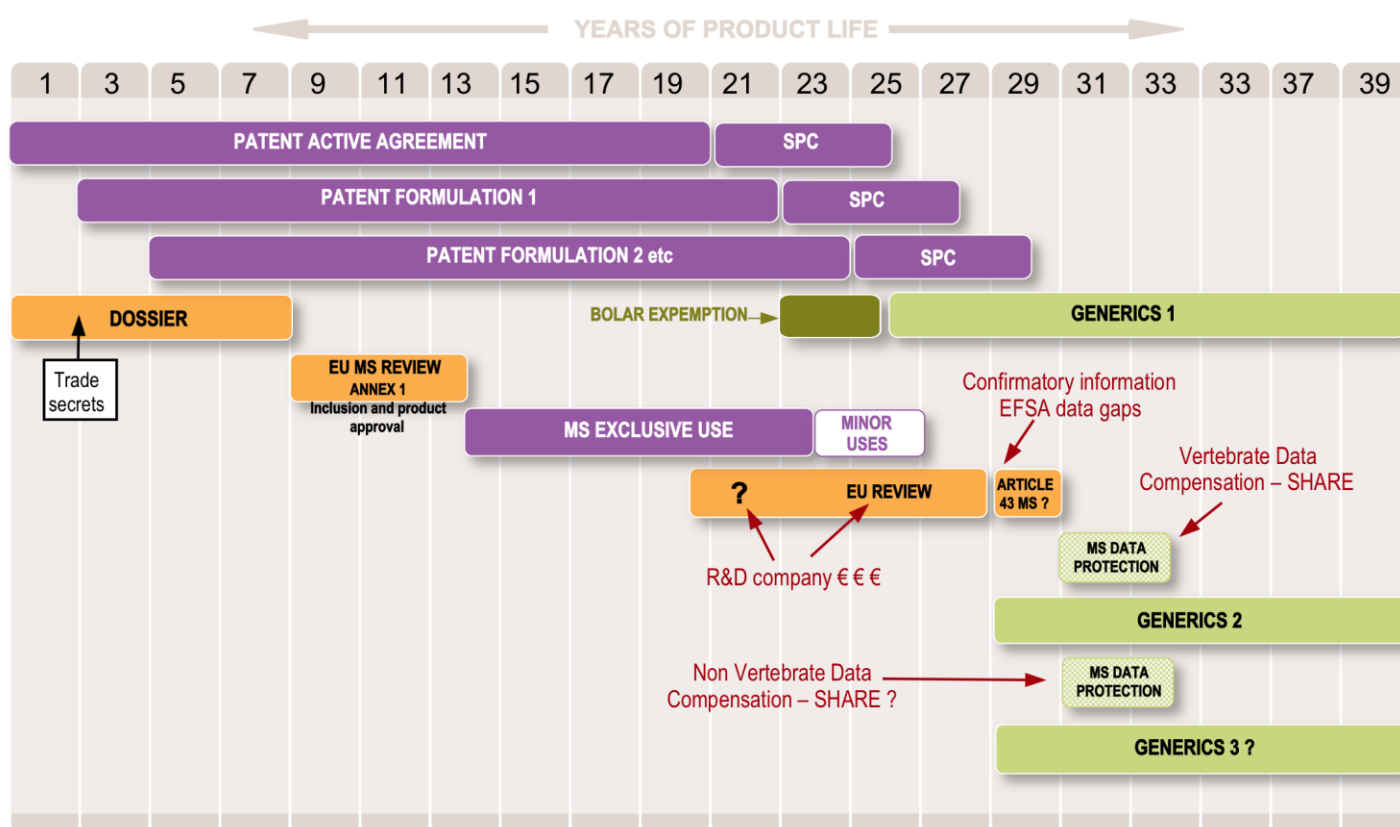 YEARS OF PRODUCT LIFE
1 3 5 7 9 11 13 15 17 19 21 23 25 27 29 31 33 33 37 39
PATENT ACTIVE AGREEMENT
SPC
PATENT FORMULATION 1
SPC
PATENT FORMULATION 2 etc
SPC
DOSSIER
BOLAR EXPEMPTION
GENERICS 1
Trade
secrets
EU MS REVIEW
ANNEX 1
Inclusion and product
approval
Confirmatory information
EFSA data gaps
MS EXCLUSIVE USE
MINOR
USES
Vertebrate Data
Compensation – SHARE
?
EU REVIEW
ARTICLE
43 MS ?
R&D company € € €
MS DATA
PROTECTION
GENERICS 2
Non Vertebrate Data
Compensation – SHARE ?
MS DATA
PROTECTION
GENERICS 3 ?